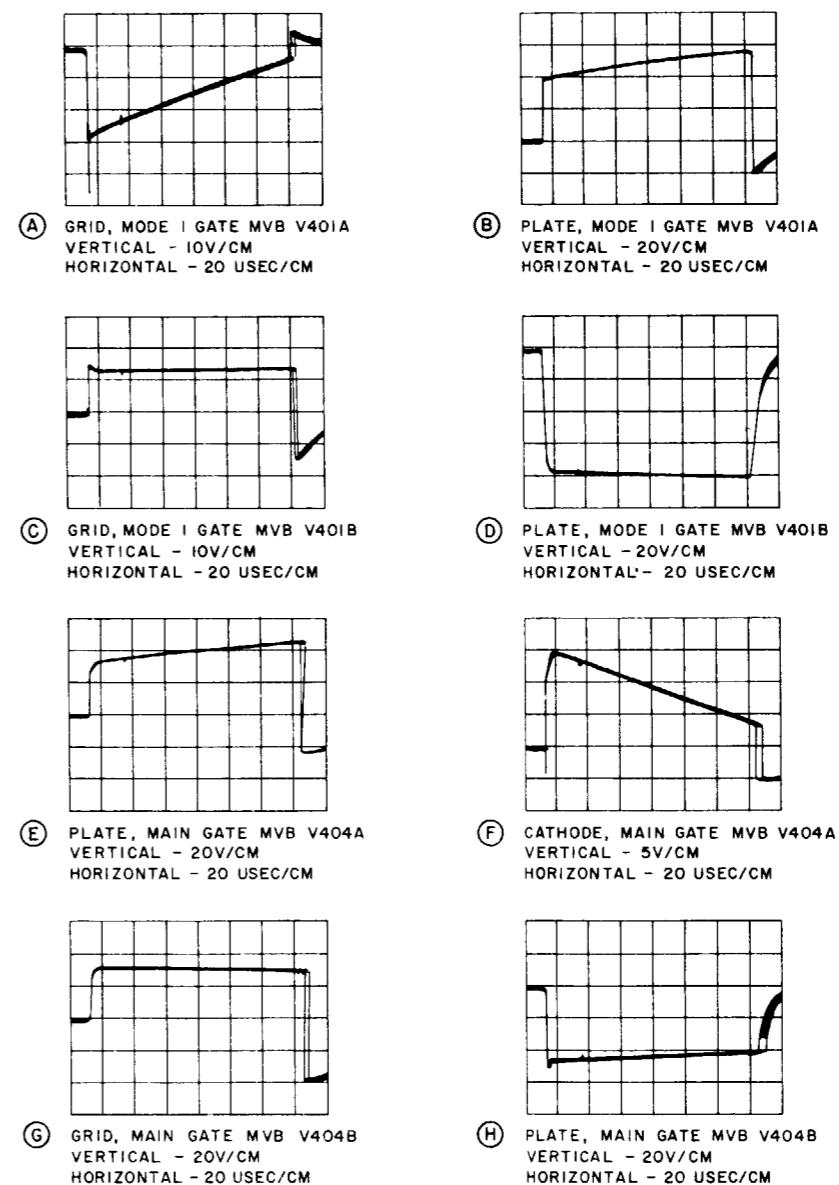 A GRID, MODE I GATE MVB V401A
VERTICAL - 10V/CM
HORIZONTAL - 20 USEC/CM
B PLATE, MODE I GATE MVB V401A
VERTICAL - 20V/CM
HORIZONTAL - 20 USEC/CM
C GRID, MODE I GATE MVB V401B
VERTICAL - 10V/CM
HORIZONTAL - 20 USEC/CM
D PLATE, MODE I GATE MVB V401B
VERTICAL - 20V/CM
HORIZONTAL - 20 USEC/CM
E PLATE, MAIN GATE MVB V404A
VERTICAL - 20V/CM
HORIZONTAL - 20 USEC/CM
F CATHODE, MAIN GATE MVB V404A
VERTICAL - 5V/CM
HORIZONTAL - 20 USEC/CM
G GRID, MAIN GATE MVB V404B
VERTICAL - 20V/CM
HORIZONTAL - 20 USEC/CM
H PLATE, MAIN GATE MVB V404B
VERTICAL - 20V/CM
HORIZONTAL - 20 USEC/CM